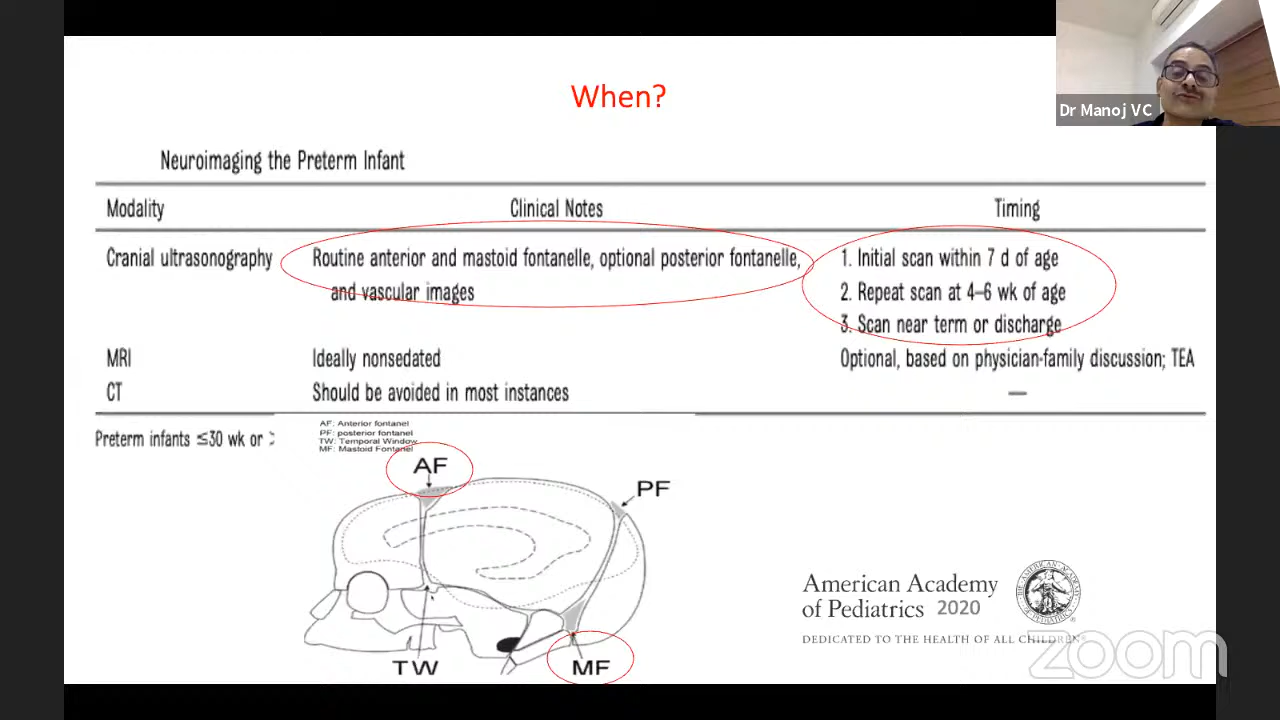 When?
Dr Manoj VC
Neuroimaging the Preterm Infant
Modality Clinical Notes Timing
Cranial ultrasonography Routine anterior and mastoid fontanelle, optional posterior fontanelle, 1. Initial scan within 7 d of age
and vascular images 2. Repeat scan at 4–6 wk of age
3. Scan near term or discharge
MRI Ideally nonsedated Optional, based on physician-family discussion; TEA
CT Should be avoided in most instances —
Preterm infants ≤30 wk or >
AF: Anterior fontanel
PF: posterior fontanel
TW: Temporal Window
MF: Mastoid Fontanel
AF
PF
TW
MF
American Academy
of Pediatrics 2020
DEDICATED TO THE HEALTH OF ALL CHILDREN®
zoom